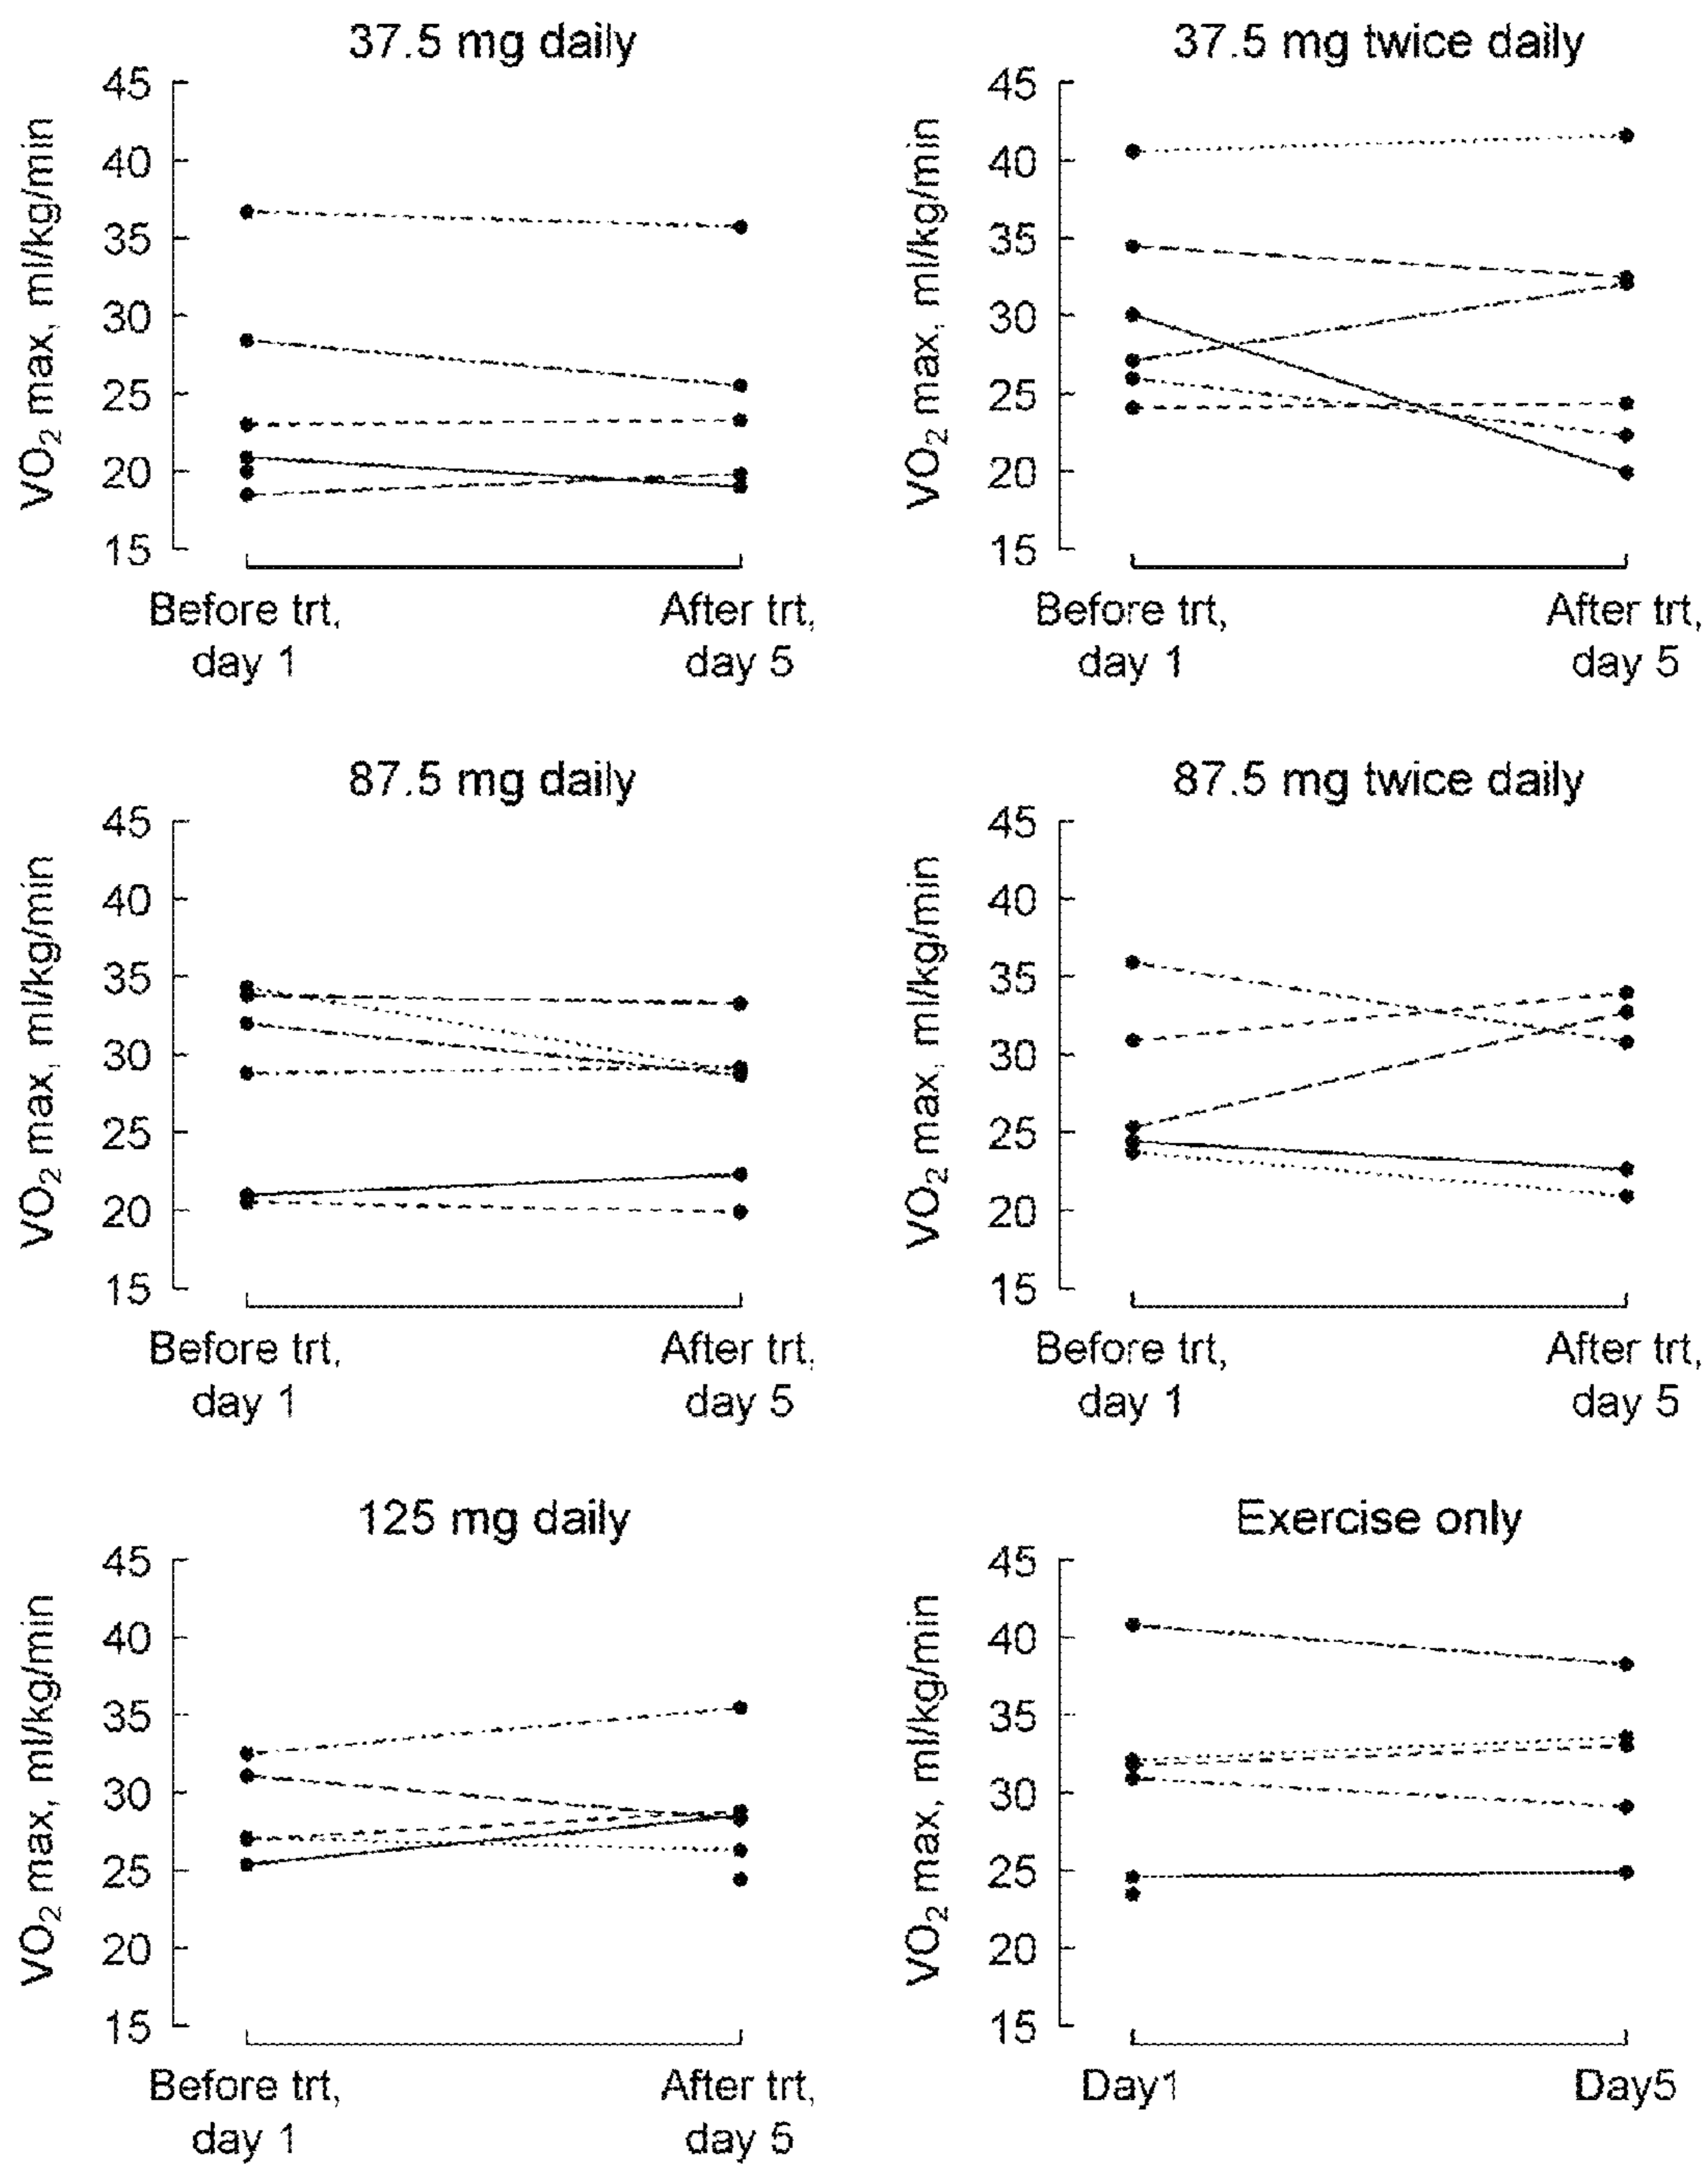 37.5 mg daily
VO₂ max, ml/kg/min
45
40
35
30
25
20
15
Before trt,
day 1
After trt,
day 5
37.5 mg twice daily
VO₂ max, ml/kg/min
45
40
35
30
25
20
15
Before trt,
day 1
After trt,
day 5
87.5 mg daily
VO₂ max, ml/kg/min
45
40
35
30
25
20
15
Before trt,
day 1
After trt,
day 5
87.5 mg twice daily
VO₂ max, ml/kg/min
45
40
35
30
25
20
15
Before trt,
day 1
After trt,
day 5
125 mg daily
VO₂ max, ml/kg/min
45
40
35
30
25
20
15
Before trt,
day 1
After trt,
day 5
Exercise only
VO₂ max, ml/kg/min
45
40
35
30
25
20
15
Day1
Day5